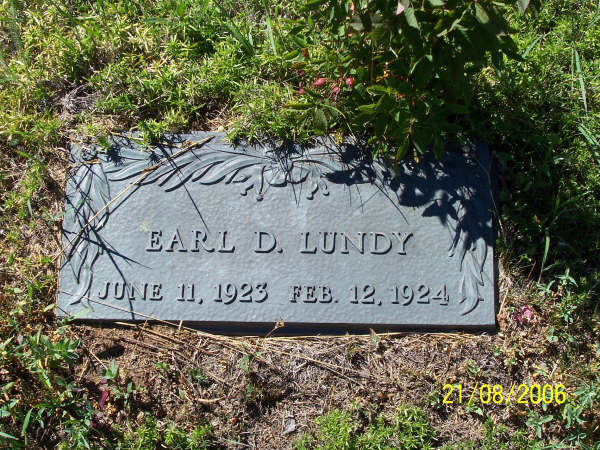 EARL D. LUNDY
JUNE 11, 1923 FEB. 12, 1924
21/08/2006